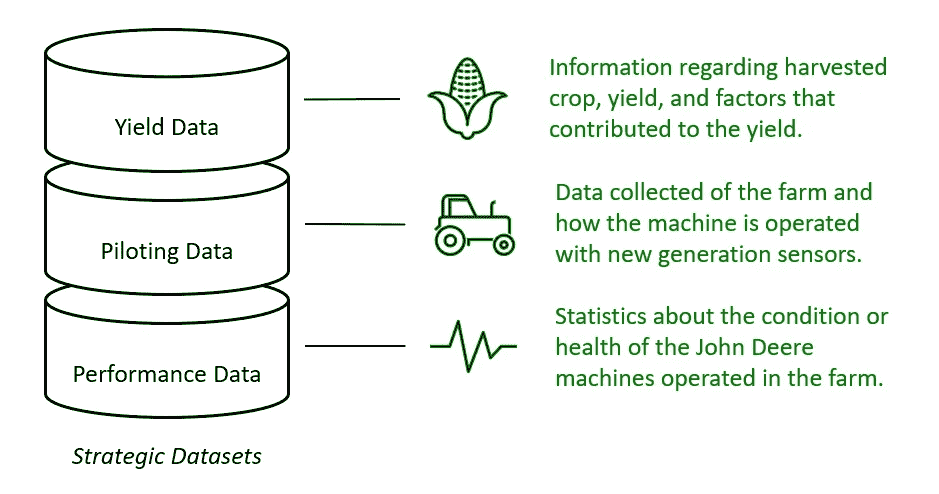 Yield Data
Information regarding harvested
crop, yield, and factors that
contributed to the yield.
Piloting Data
Data collected of the farm and
how the machine is operated
with new generation sensors.
Performance Data
Statistics about the condition or
health of the John Deere
machines operated in the farm.
Strategic Datasets